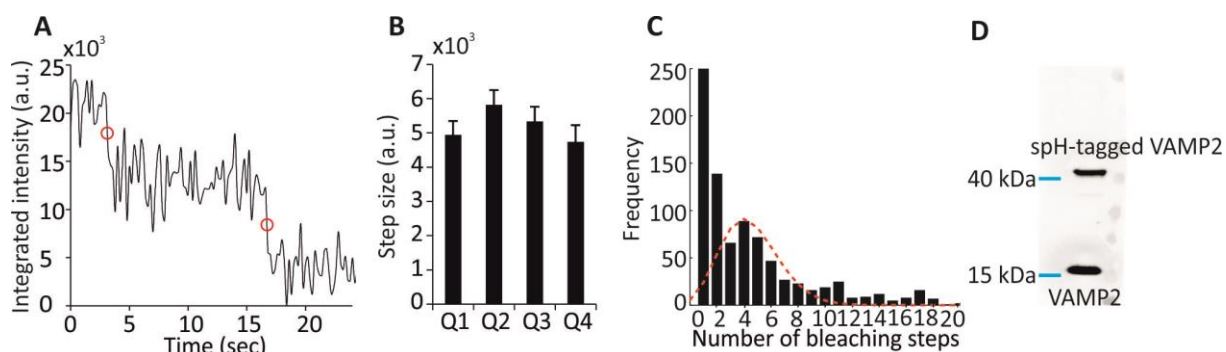 A
x10³
Integrated intensity (a.u.)
25
20
15
10
5
0
0 5 10 15 20
Time (sec)
B
x10³
Step size (a.u.)
7
6
5
4
3
2
1
0
Q1 Q2 Q3 Q4
C
Frequency
250
200
150
100
50
0
0 2 4 6 8 10 12 14 16 18 20
Number of bleaching steps
D
spH-tagged VAMP2
40 kDa
15 kDa
VAMP2